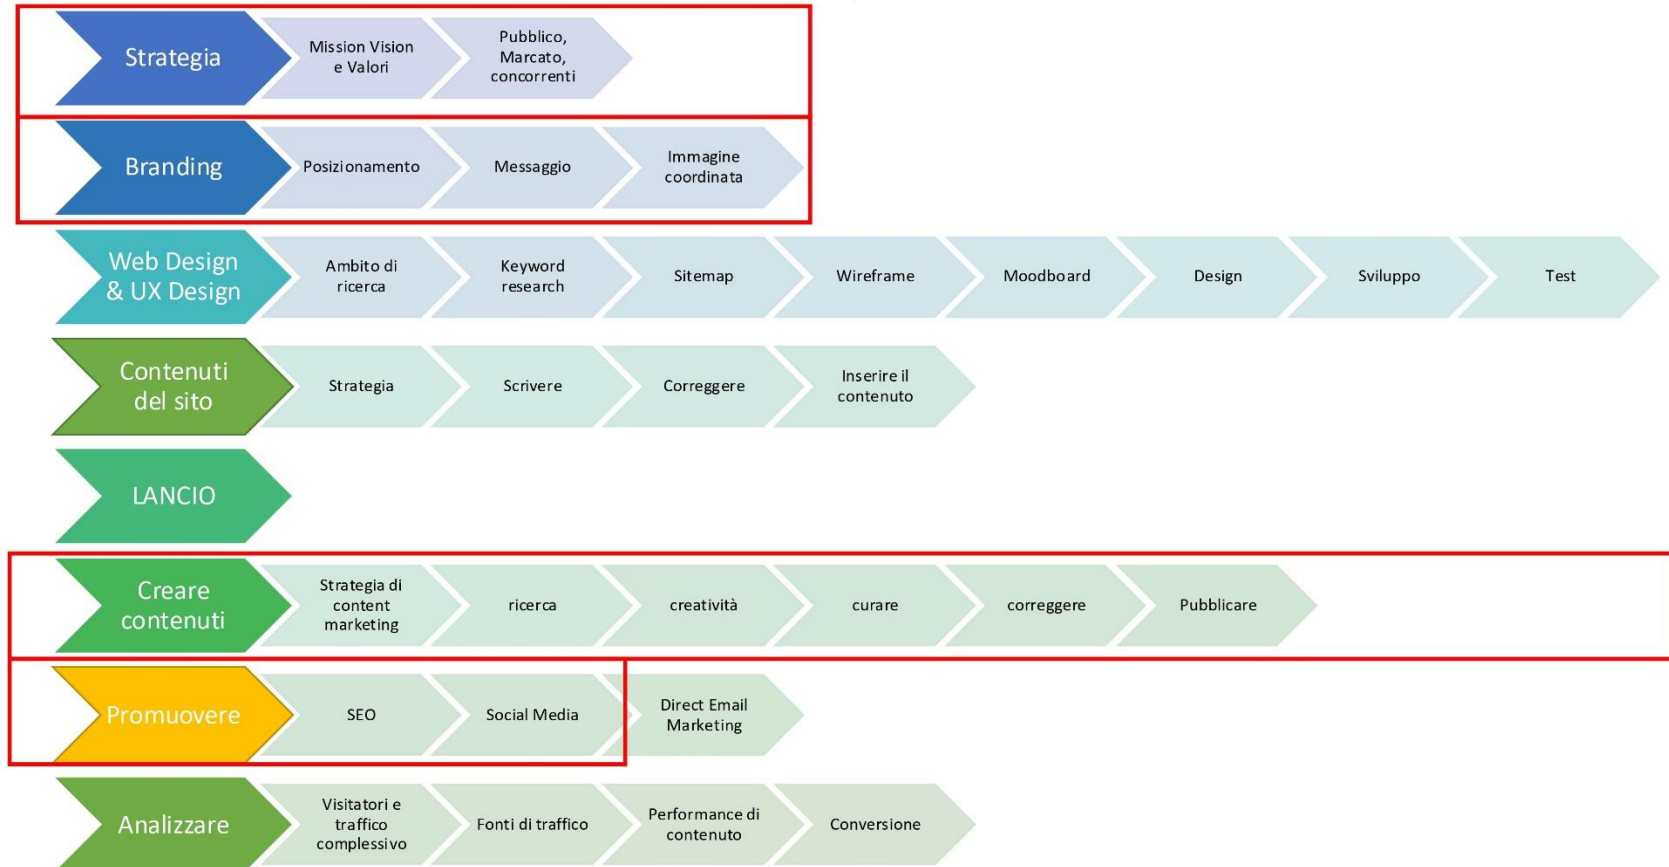 Strategia
Mission Vision
e Valori
Pubblico,
Marcato,
concorrenti
Branding
Posizionamento
Messaggio
Immagine
coordinata
Web Design
& UX Design
Ambito di
ricerca
Keyword
research
Sitemap
Wireframe
Moodboard
Design
Sviluppo
Test
Contenuti
del sito
Strategia
Scrivere
Correggere
Inserire il
contenuto
LANCIO
Creare
contenuti
Strategia di
content
marketing
ricerca
creatività
curare
correggere
Pubblicare
Promuovere
SEO
Social Media
Direct Email
Marketing
Analizzare
Visitatori e
traffico
complessivo
Fonti di traffico
Performance di
contenuto
Conversione